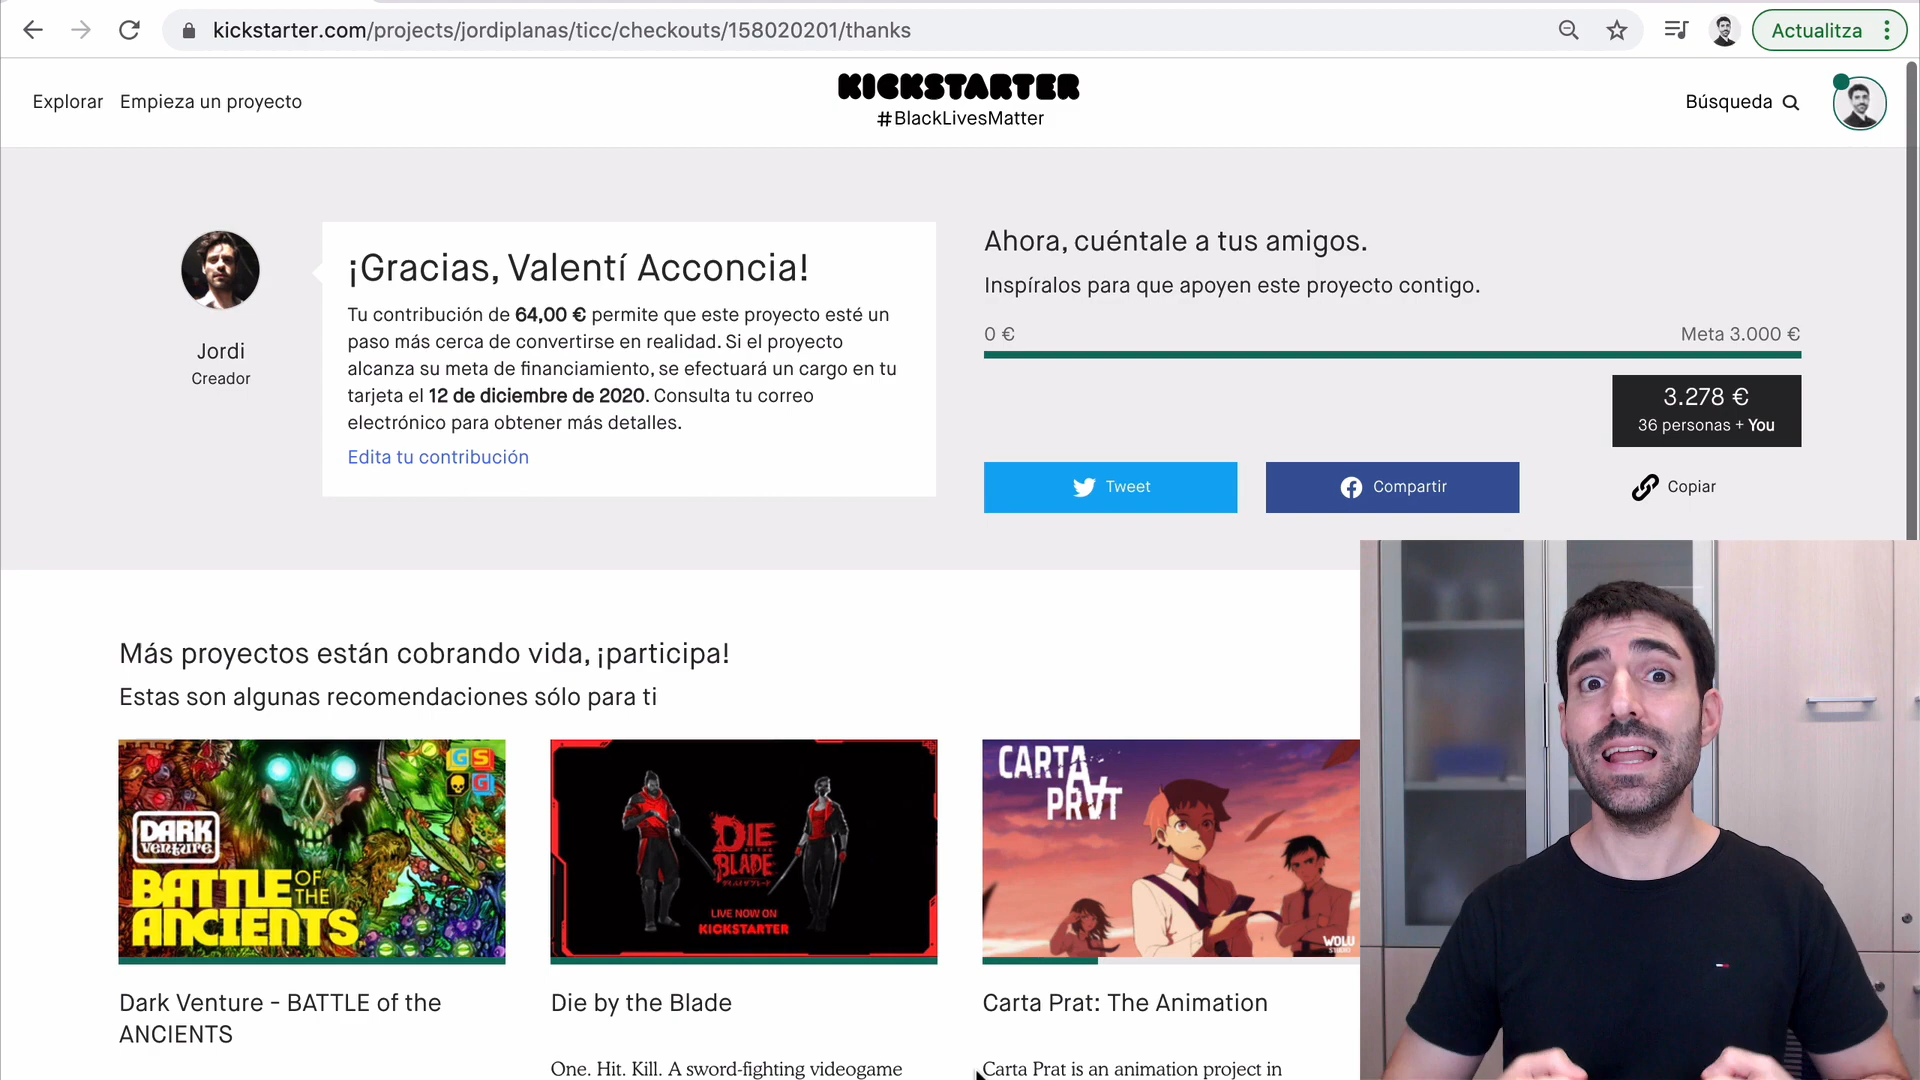 kickstarter.com/projects/jordiplanas/ticc/checkouts/158020201/thanks
Actualitza
Explorar
Empieza un proyecto
KICKSTARTER
#BlackLivesMatter
Búsqueda
Jordi
Creador
¡Gracias, Valentí Acconcia!
Tu contribución de 64,00 € permite que este proyecto esté un
paso más cerca de convertirse en realidad. Si el proyecto
alcanza su meta de financiamiento, se efectuará un cargo en tu
tarjeta el 12 de diciembre de 2020. Consulta tu correo
electrónico para obtener más detalles.
Edita tu contribución
Ahora, cuéntale a tus amigos.
Inspíralos para que apoyen este proyecto contigo.
0 €
Meta 3.000 €
3.278 €
36 personas + You
Tweet
Compartir
Copiar
Más proyectos están cobrando vida, ¡participa!
Estas son algunas recomendaciones sólo para ti
G S
G
DARK
VENTURE
BATTLE OF THE
ANCIENTS
DIE
BY THE
BLADE
LIVE NOW ON
KICKSTARTER
CARTA
PRAT
WOLU
STUDIO
Dark Venture - BATTLE of the
ANCIENTS
Die by the Blade
One. Hit. Kill. A sword-fighting videogame
Carta Prat: The Animation
Carta Prat is an animation project in